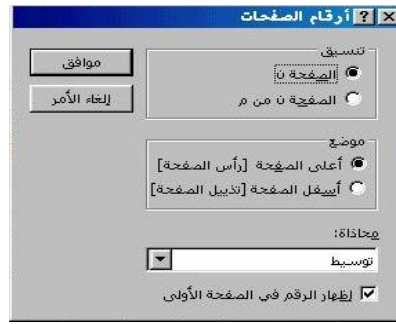 أرقام الصفحات
تنسيق
الصفحة ن
الصفحة ن من م
موافق
إلغاء الأمر
موضع
أعلى الصفحة [رأس الصفحة]
أسفل الصفحة [تذييل الصفحة]
محاذاة:
توسيط
إظهار الرقم في الصفحة الأولى